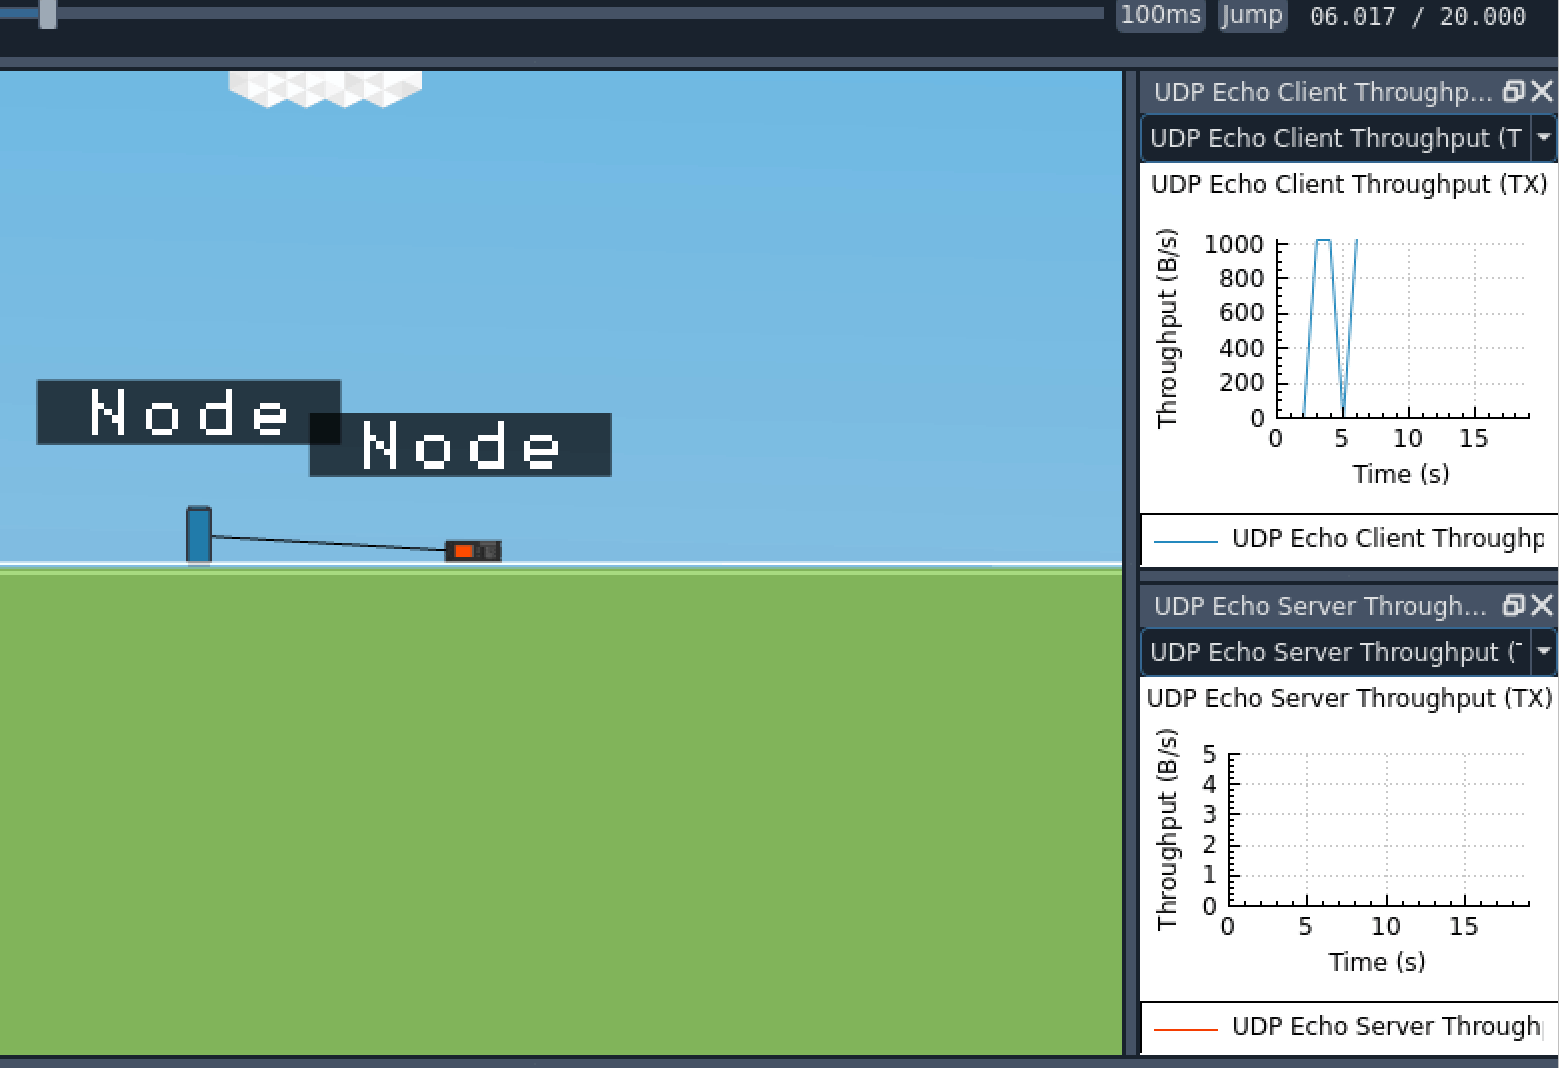 100ms Jump 06.017 / 20.000
UDP Echo Client Throughp...
UDP Echo Client Throughput (T
UDP Echo Client Throughput (TX)
Throughput (B/s)
1000
800
600
400
200
0
0 5 10 15
Time (s)
UDP Echo Client Throughp
Node
Node
UDP Echo Server Through...
UDP Echo Server Throughput (
UDP Echo Server Throughput (TX)
Throughput (B/s)
5
4
3
2
1
0
0 5 10 15
Time (s)
UDP Echo Server Through